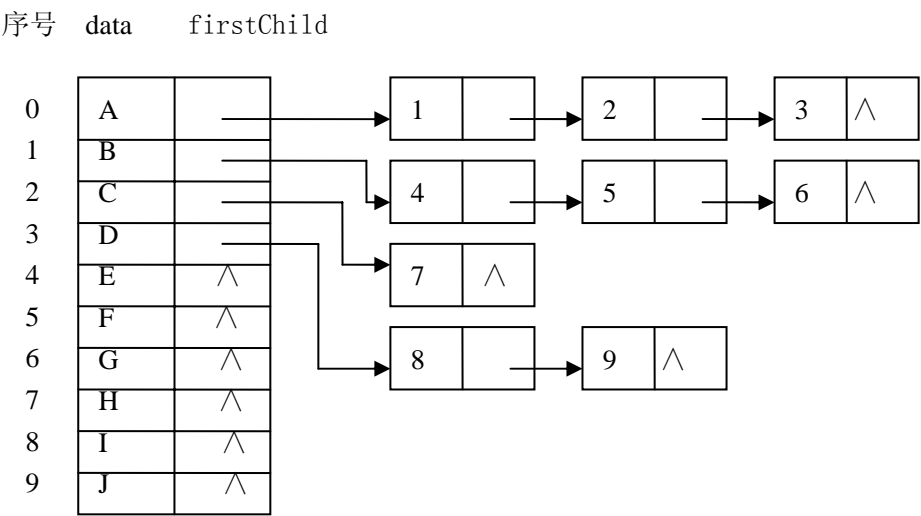 序号 data firstChild
0 A 1 2 3 ∧
1 B
2 C 4 5 6 ∧
3 D
4 E ∧ 7 ∧
5 F ∧
6 G ∧ 8 9 ∧
7 H ∧
8 I ∧
9 J ∧